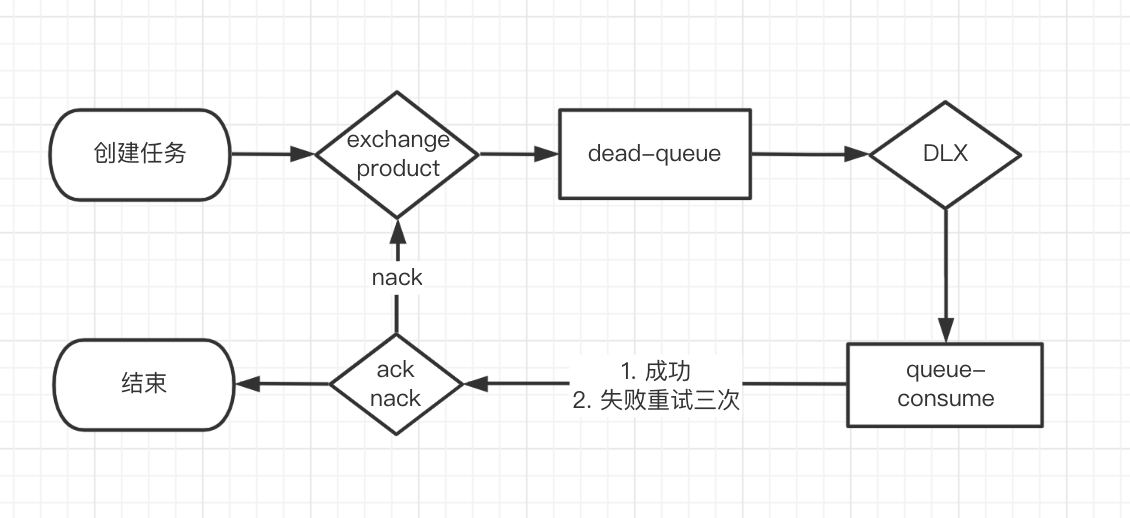 创建任务
exchange
product
dead-queue
DLX
nack
结束
ack
nack
1. 成功
2. 失败重试三次
queue-
consume